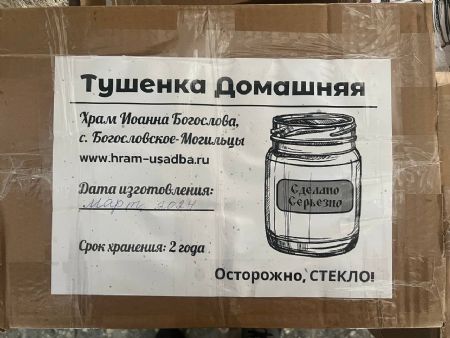 Тушенка Домашняя
Храм Иоанна Богослова,
с. Богословское-Могильцы
www.hram-usadba.ru
Дата изготовления:
Март 2024
Срок хранения: 2 года
Сделано
Серьезно
Осторожно, СТЕКЛО!